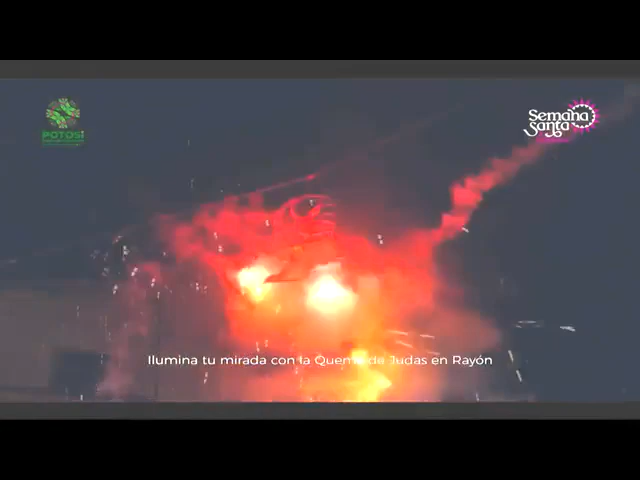 POTOSÍ
Semana
Santa
Ilumina tu mirada con la Quema de Judas en Rayón